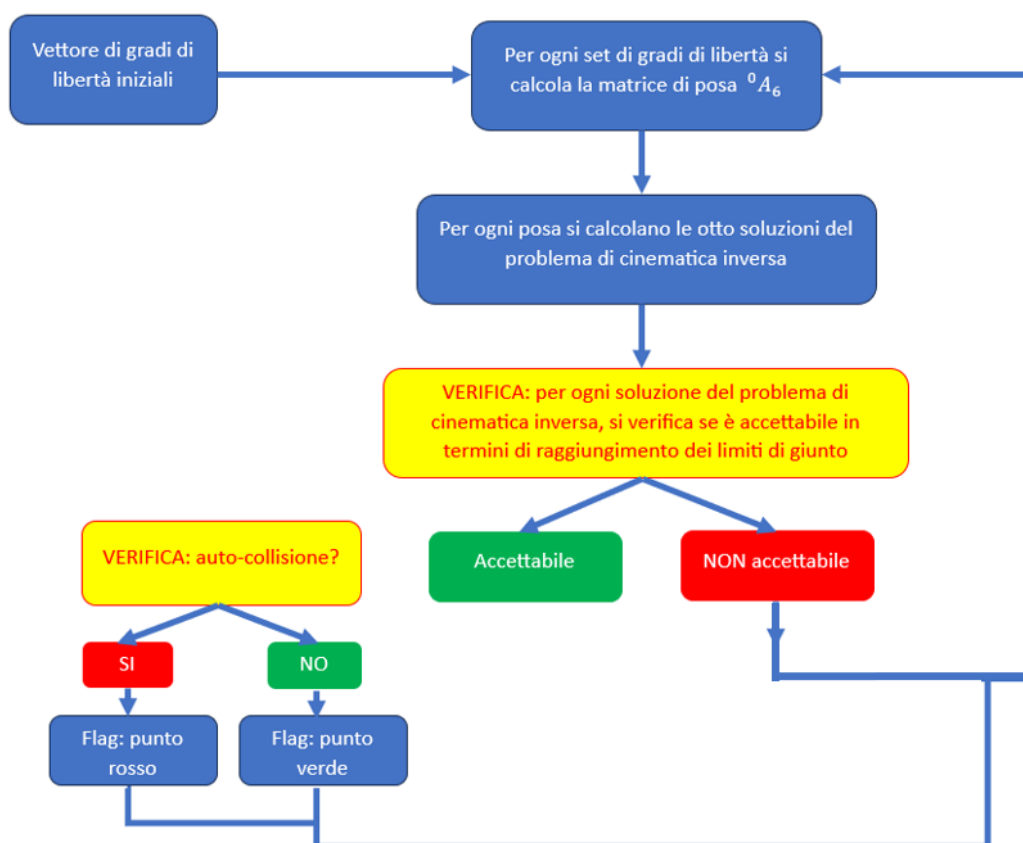 Vettore di gradi di
libertà iniziali
Per ogni set di gradi di libertà si
calcola la matrice di posa ⁰A₆
Per ogni posa si calcolano le otto soluzioni del
problema di cinematica inversa
VERIFICA: per ogni soluzione del problema di
cinematica inversa, si verifica se è accettabile in
termini di raggiungimento dei limiti di giunto
Accettabile
NON accettabile
VERIFICA: auto-collisione?
SI
NO
Flag: punto
rosso
Flag: punto
verde